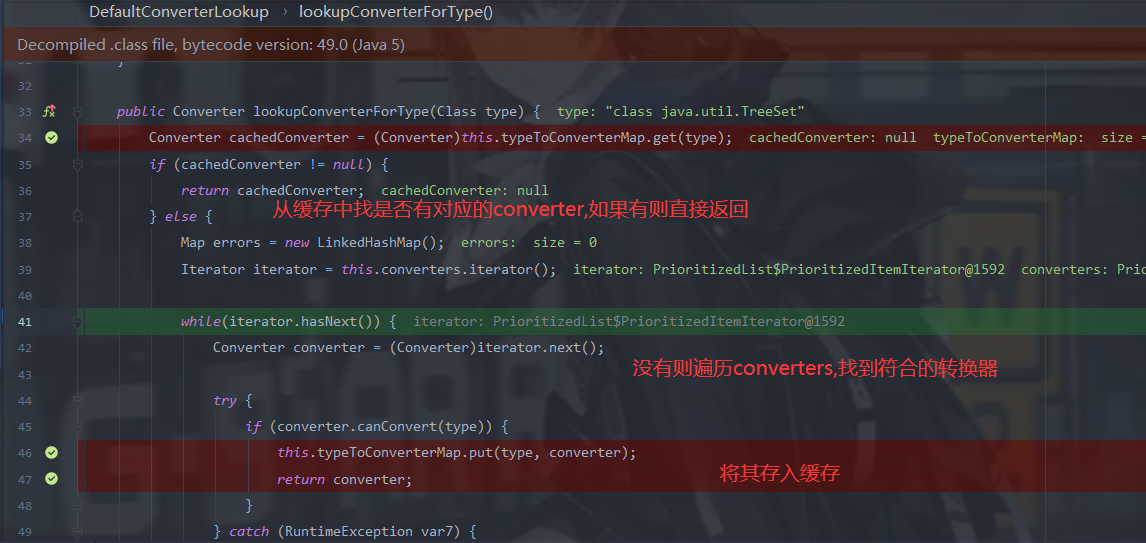 DefaultConverterLookup › lookupConverterForType()
Decompiled .class file, bytecode version: 49.0 (Java 5)
32
33 public Converter lookupConverterForType(Class type) { type: "class java.util.TreeSet"
34 Converter cachedConverter = (Converter)this.typeToConverterMap.get(type); cachedConverter: null typeToConverterMap: size =
35 if (cachedConverter != null) {
36 return cachedConverter; cachedConverter: null
从缓存中找是否有对应的converter,如果有则直接返回
37 } else {
38 Map errors = new LinkedHashMap(); errors: size = 0
39 Iterator iterator = this.converters.iterator(); iterator: PrioritizedList$PrioritizedItemIterator@1592 converters: Prio
40
41 while(iterator.hasNext()) { iterator: PrioritizedList$PrioritizedItemIterator@1592
42 Converter converter = (Converter)iterator.next();
没有则遍历converters,找到符合的转换器
43
44 try {
45 if (converter.canConvert(type)) {
46 this.typeToConverterMap.put(type, converter);
将其存入缓存
47 return converter;
48 }
49 } catch (RuntimeException var7) {